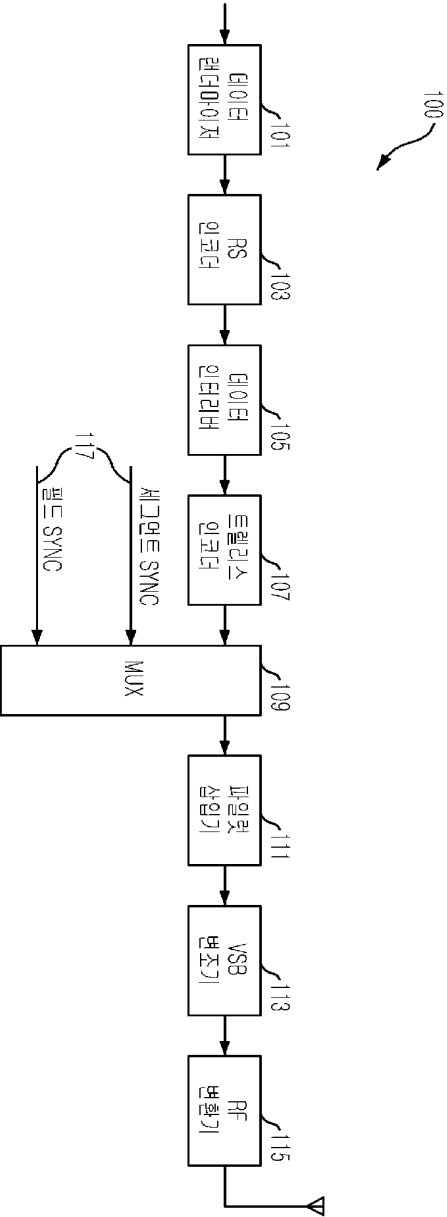 100
데이터
랜더마이저
101
RS
인코더
103
데이터
인터리버
105
트렐리스
인코더
107
117
세그먼트 SYNC
필드 SYNC
MUX
109
파일럿
삽입기
111
VSB
변조기
113
RF
변환기
115